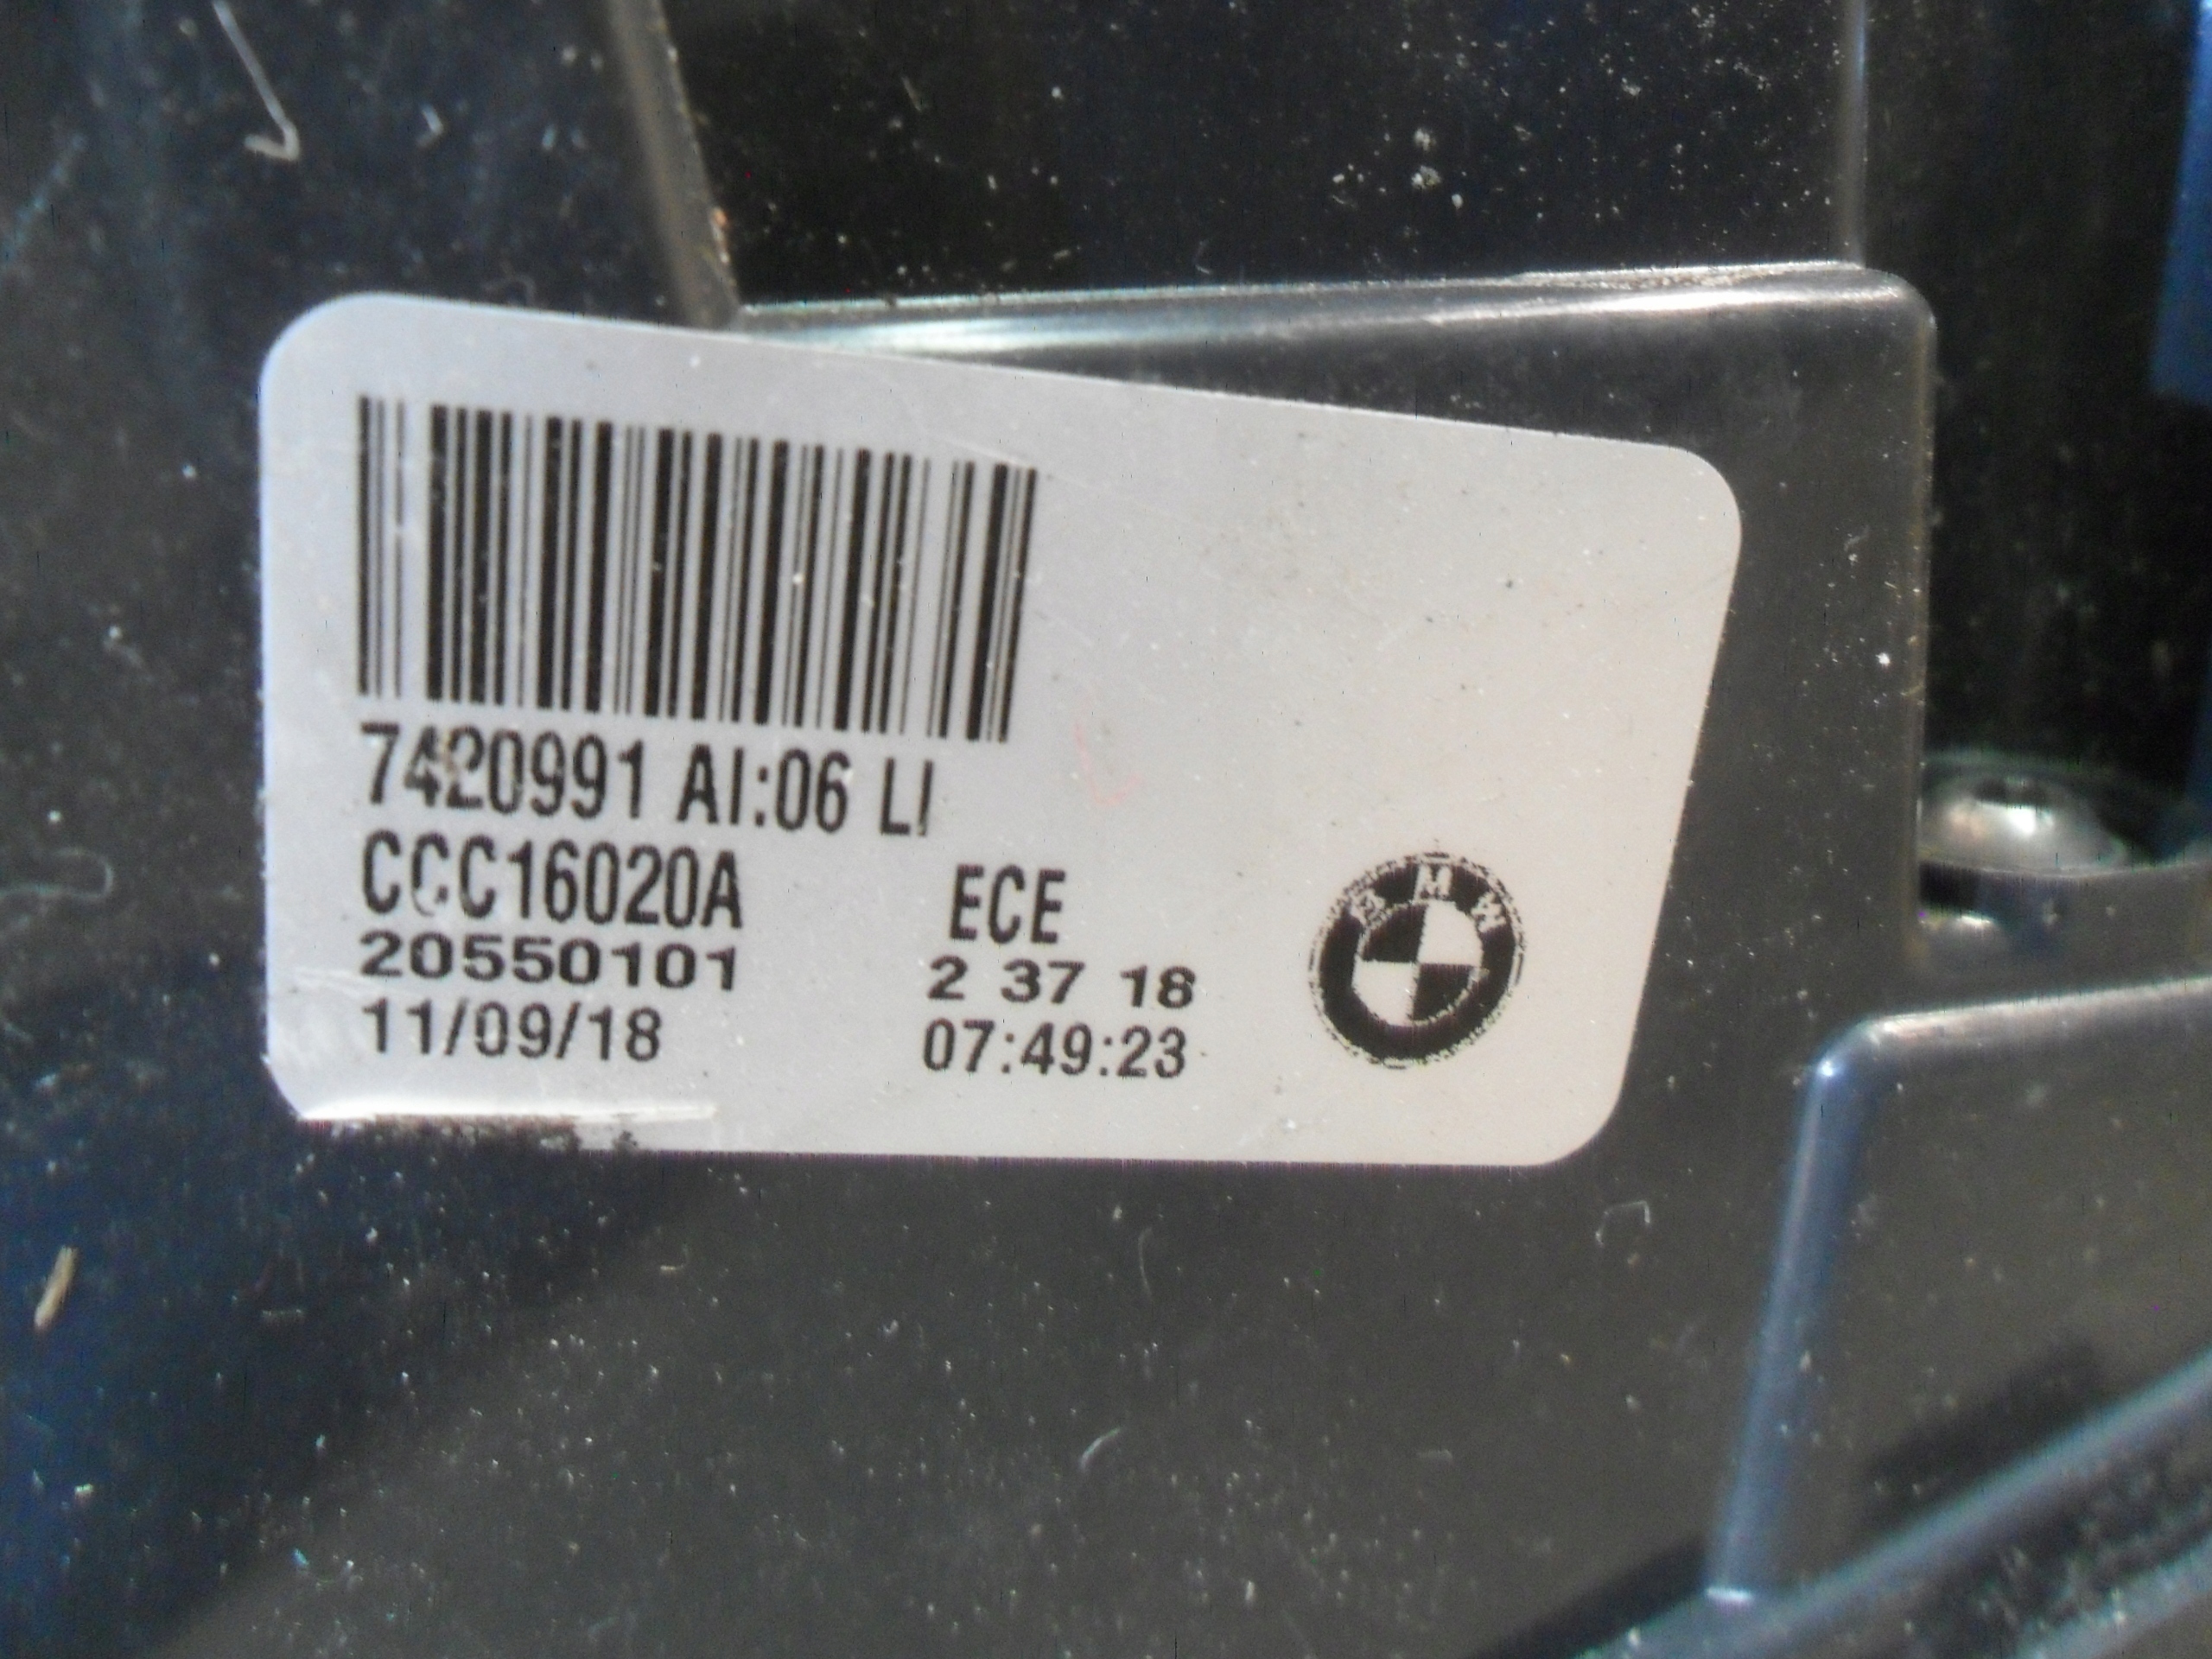 7420991 AI:06 LI
CCC16020A ECE
20550101 2 37 18
11/09/18 07:49:23
BMW